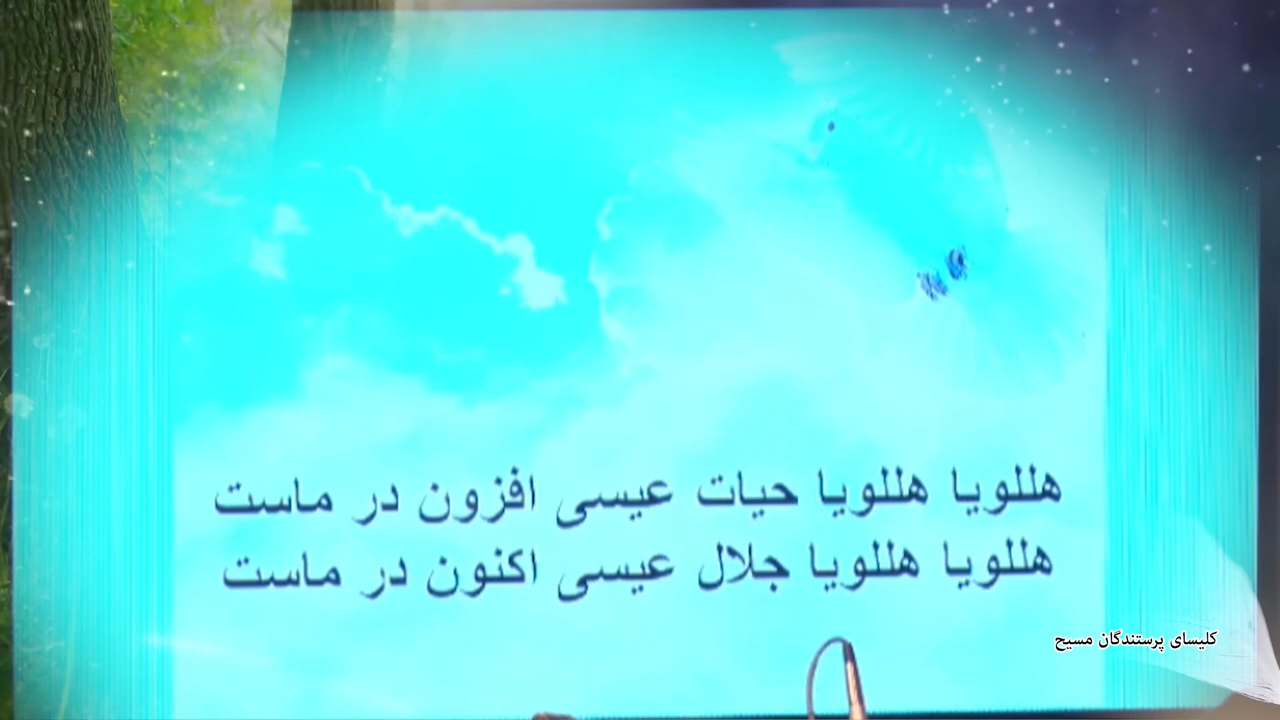 هللویا هللویا حیات عیسی افزون در ماست
هللویا هللویا جلال عیسی اکنون در ماست
کلیسای پرستندگان مسیح